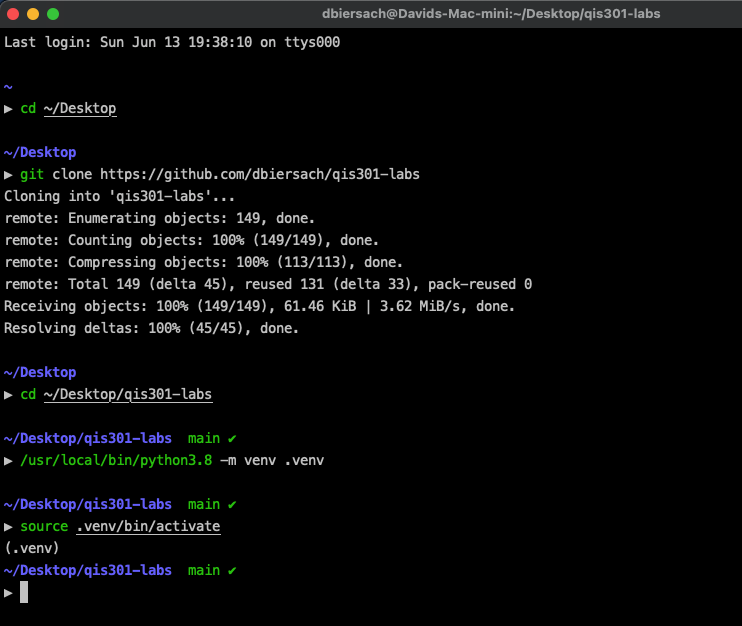 dbiersach@Davids-Mac-mini:~/Desktop/qis301-labs
Last login: Sun Jun 13 19:38:10 on ttys000
~
▶ cd ~/Desktop
~/Desktop
▶ git clone https://github.com/dbiersach/qis301-labs
Cloning into 'qis301-labs'...
remote: Enumerating objects: 149, done.
remote: Counting objects: 100% (149/149), done.
remote: Compressing objects: 100% (113/113), done.
remote: Total 149 (delta 45), reused 131 (delta 33), pack-reused 0
Receiving objects: 100% (149/149), 61.46 KiB | 3.62 MiB/s, done.
Resolving deltas: 100% (45/45), done.
~/Desktop
▶ cd ~/Desktop/qis301-labs
~/Desktop/qis301-labs  main ✔
▶ /usr/local/bin/python3.8 -m venv .venv
~/Desktop/qis301-labs  main ✔
▶ source .venv/bin/activate
(.venv)
~/Desktop/qis301-labs  main ✔
▶